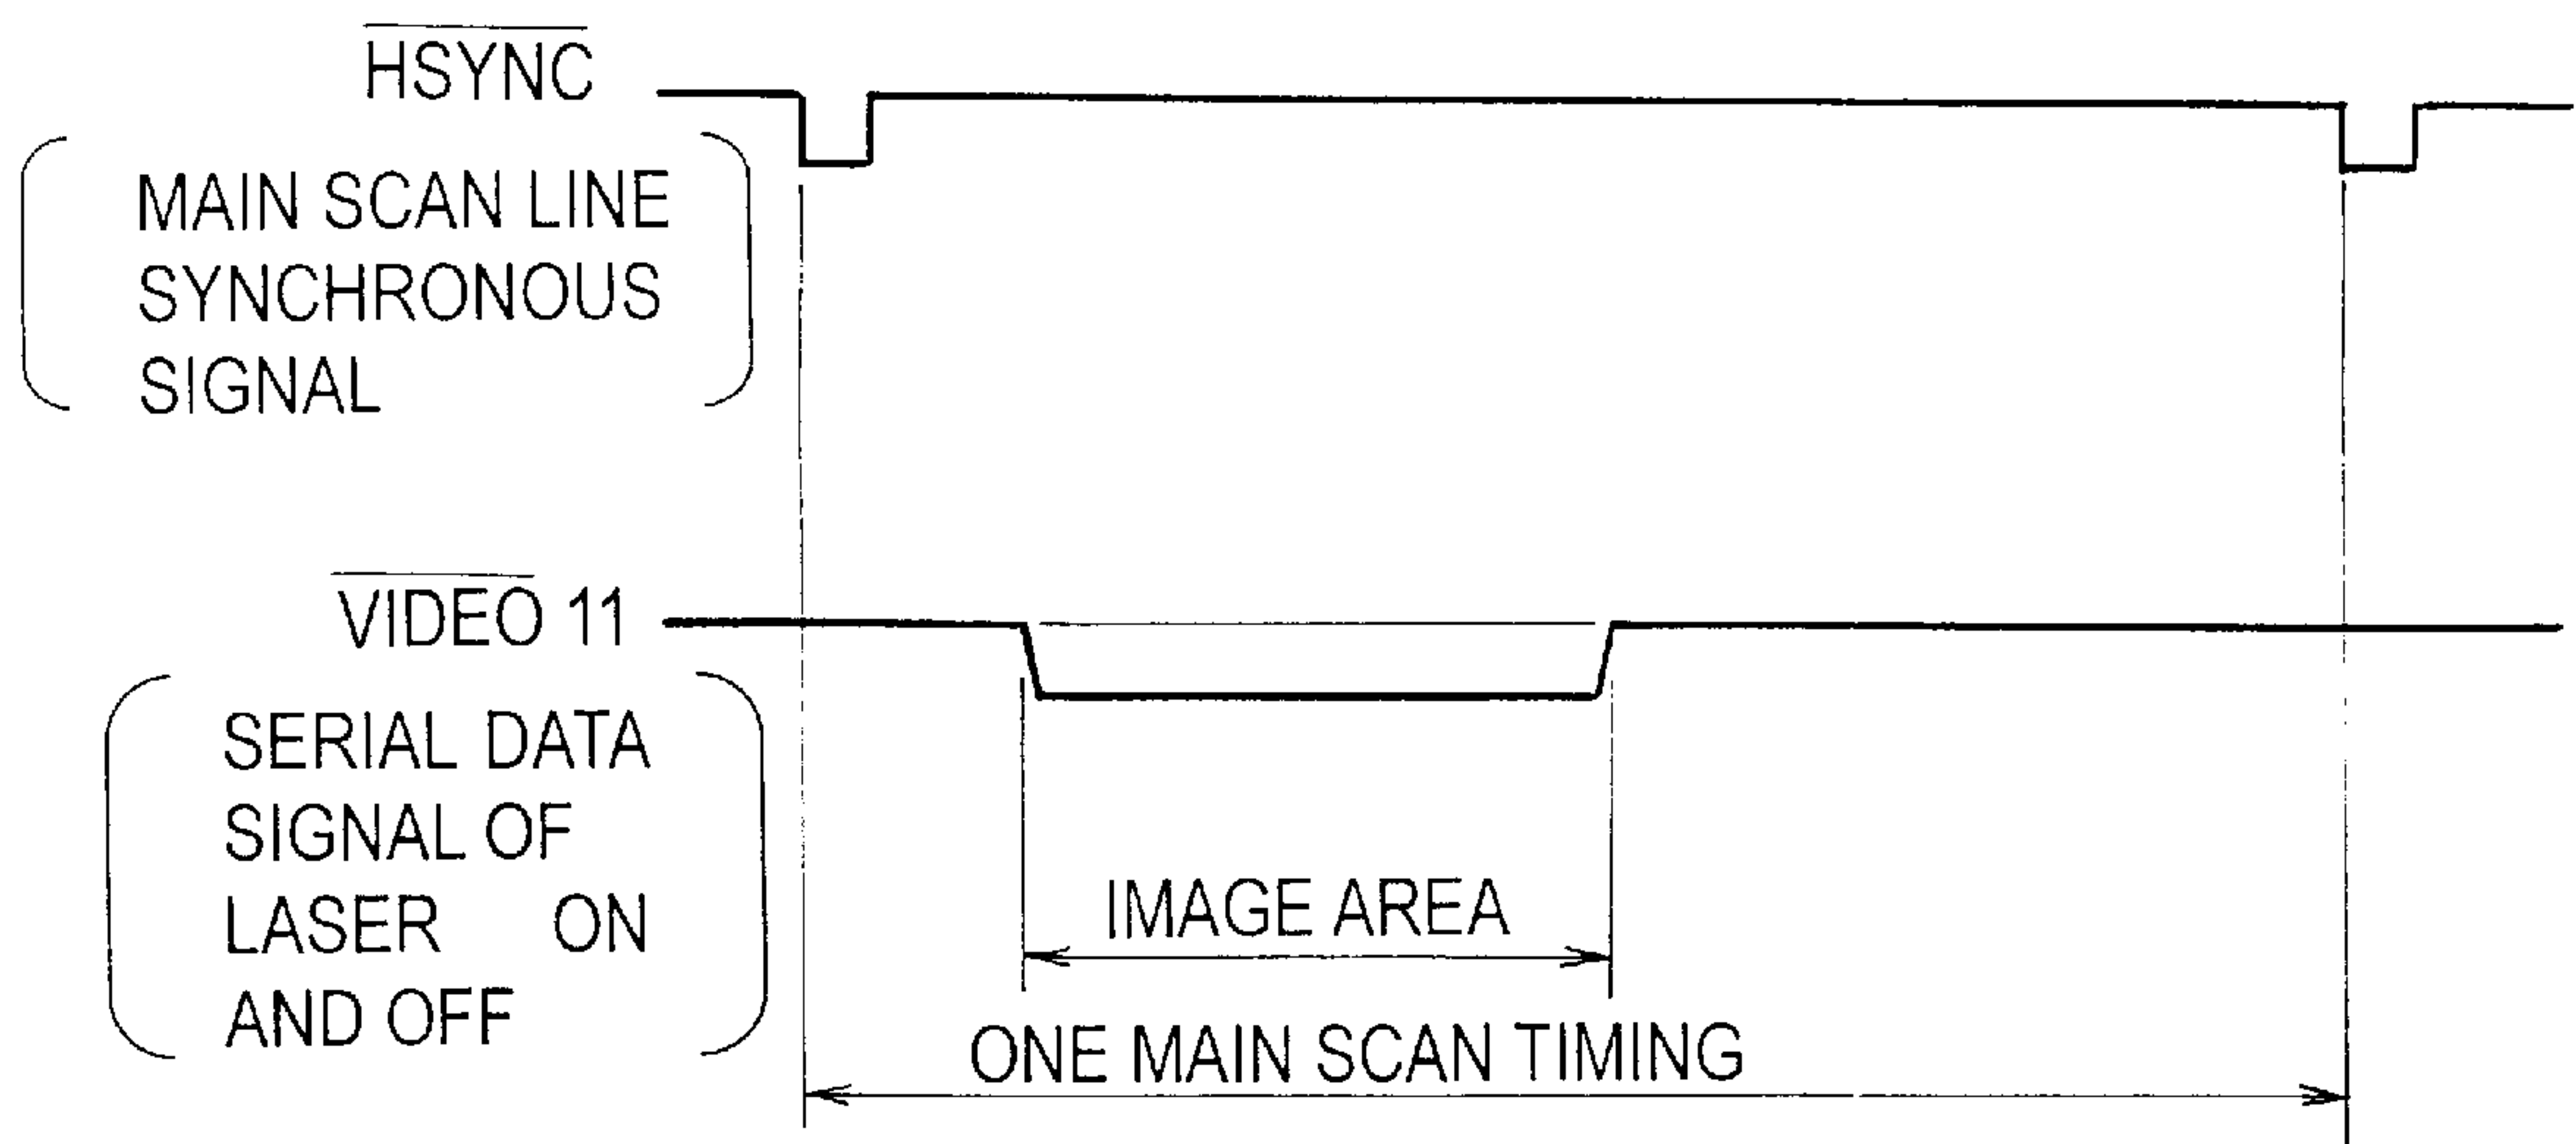 HSYNC
MAIN SCAN LINE
SYNCHRONOUS
SIGNAL
VIDEO 11
SERIAL DATA
SIGNAL OF
LASER ON
AND OFF
IMAGE AREA
ONE MAIN SCAN TIMING